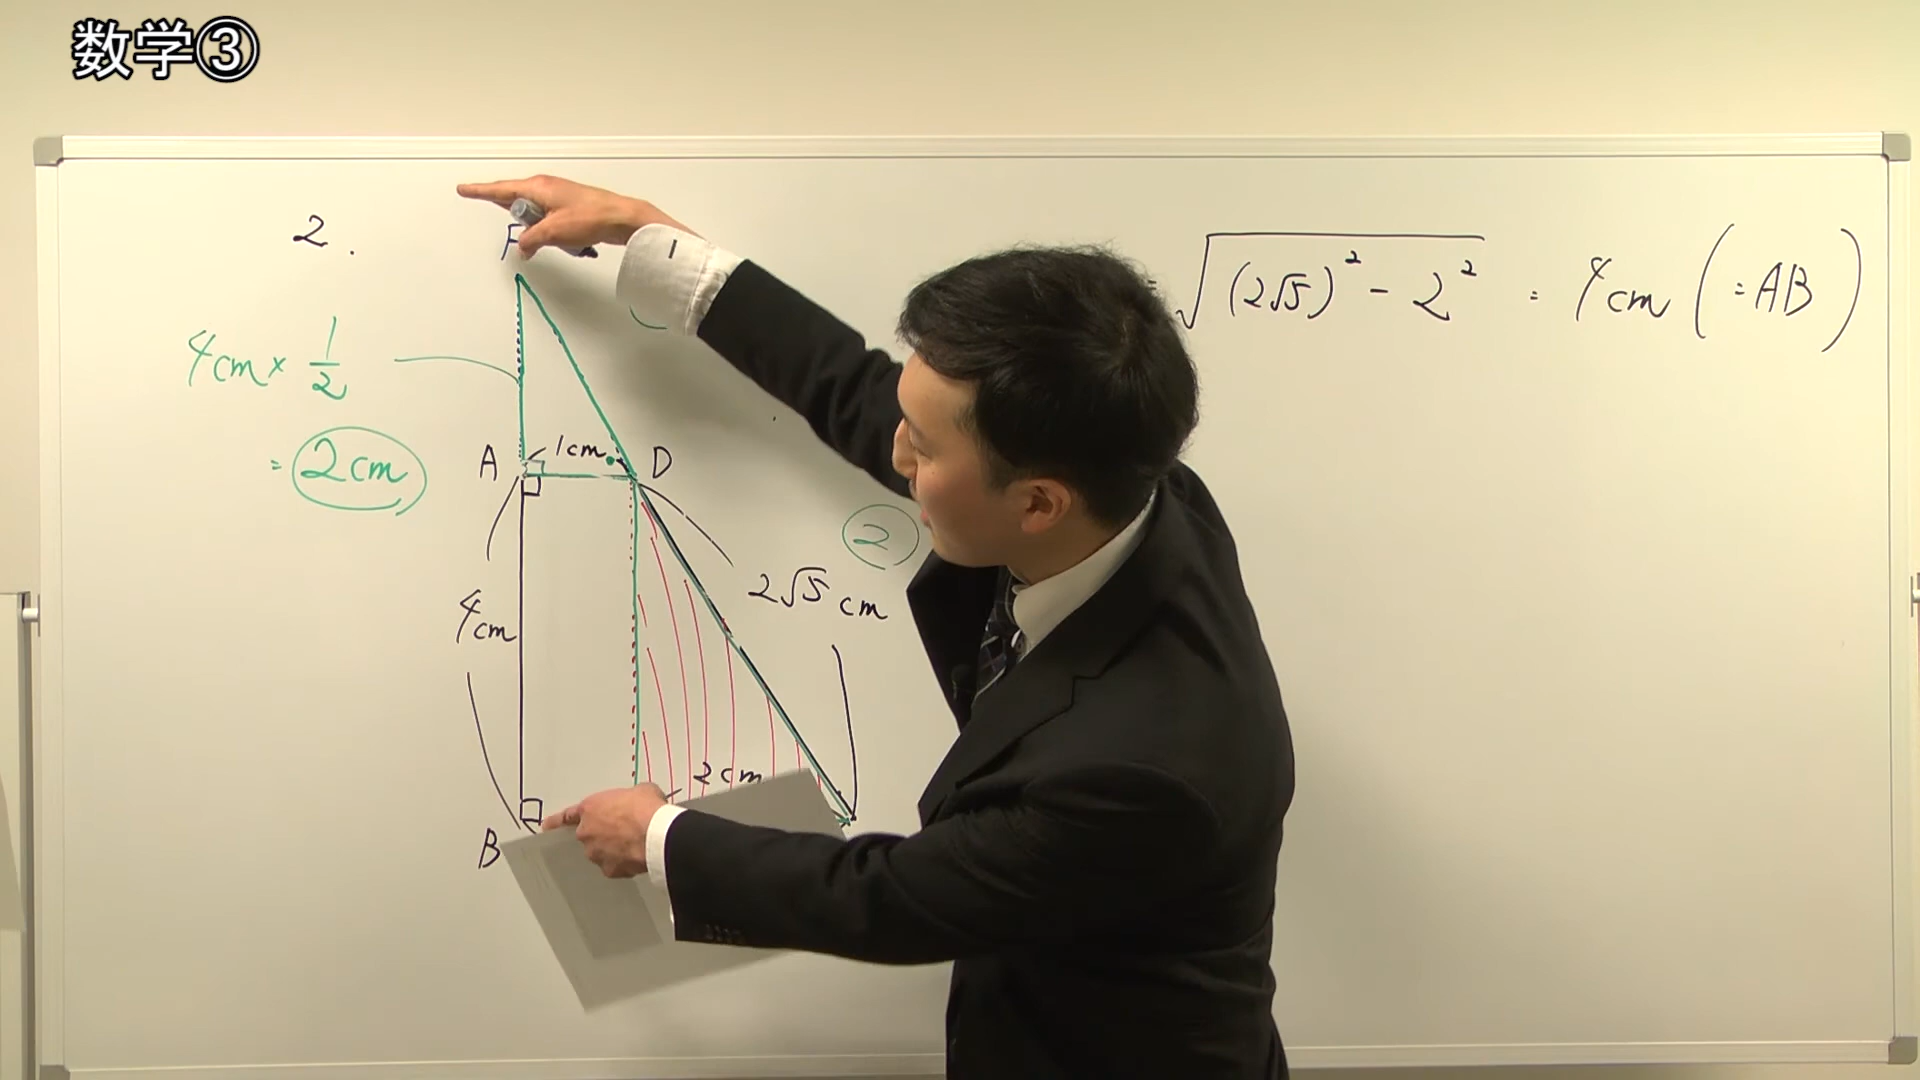 数学③
2.
F
√(2√5)² - 2² = 4cm (=AB)
4cm × 1/2
= 2cm
A
1cm
D
2
2√5 cm
4cm
2cm
B